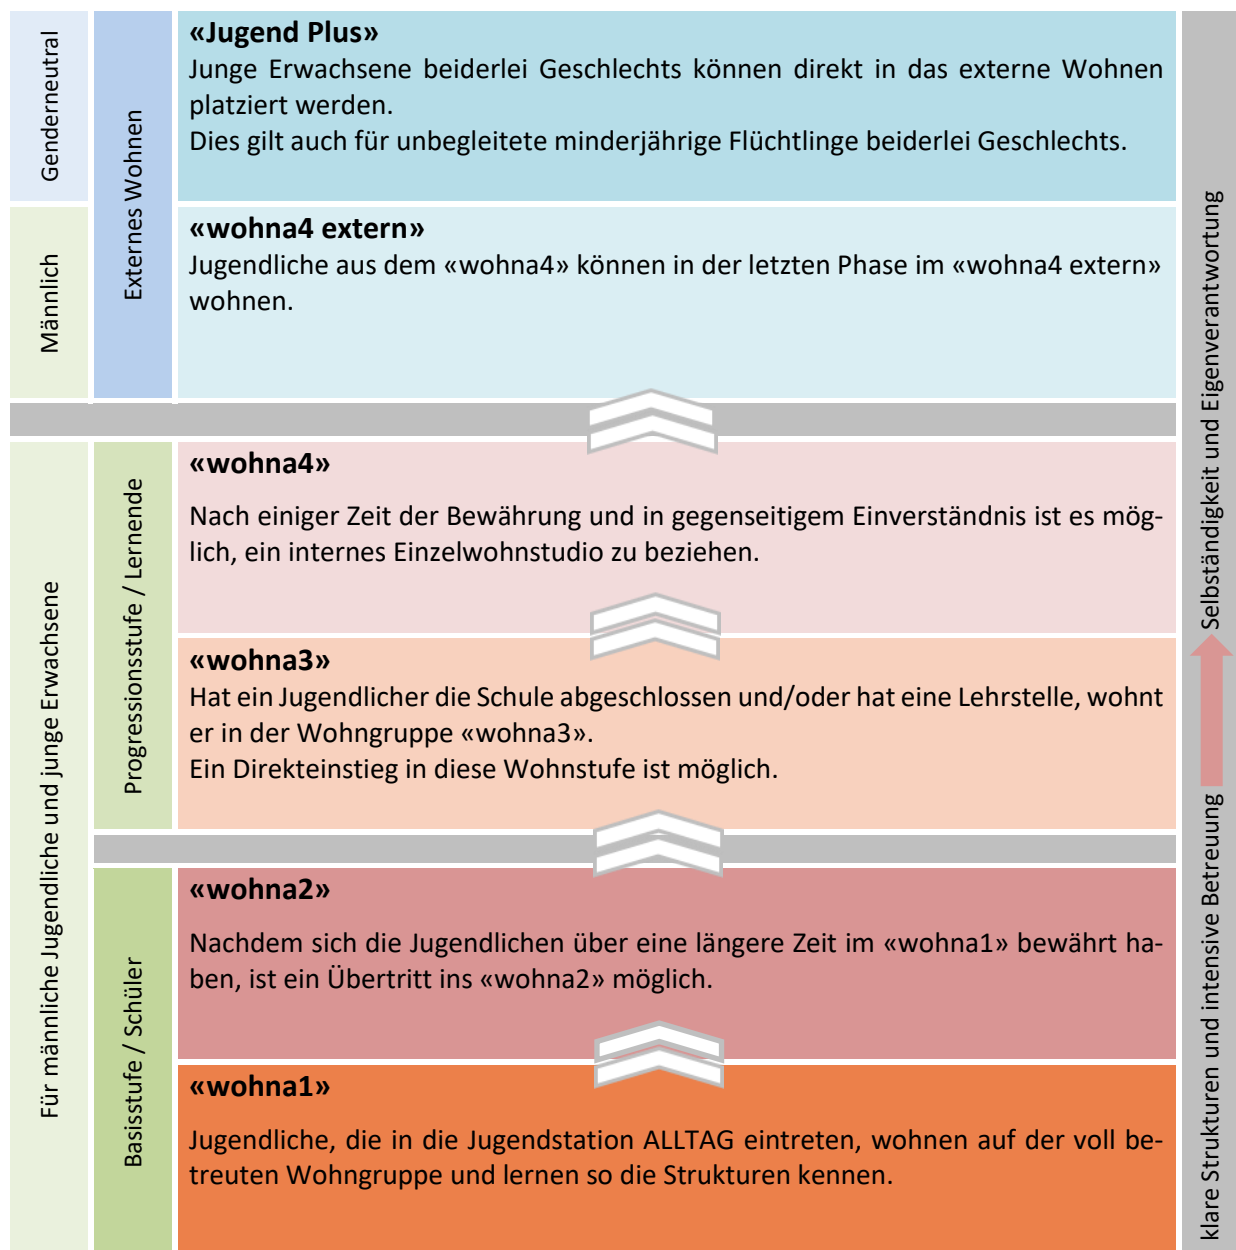 Genderneutral
Männlich
Externes Wohnen
«Jugend Plus»
Junge Erwachsene beiderlei Geschlechts können direkt in das externe Wohnen
platziert werden.
Dies gilt auch für unbegleitete minderjährige Flüchtlinge beiderlei Geschlechts.
«wohna4 extern»
Jugendliche aus dem «wohna4» können in der letzten Phase im «wohna4 extern»
wohnen.
Für männliche Jugendliche und junge Erwachsene
Progressionsstufe / Lernende
«wohna4»
Nach einiger Zeit der Bewährung und in gegenseitigem Einverständnis ist es mög-
lich, ein internes Einzelwohnstudio zu beziehen.
«wohna3»
Hat ein Jugendlicher die Schule abgeschlossen und/oder hat eine Lehrstelle, wohnt
er in der Wohngruppe «wohna3».
Ein Direkteinstieg in diese Wohnstufe ist möglich.
Basisstufe / Schüler
«wohna2»
Nachdem sich die Jugendlichen über eine längere Zeit im «wohna1» bewährt ha-
ben, ist ein Übertritt ins «wohna2» möglich.
«wohna1»
Jugendliche, die in die Jugendstation ALLTAG eintreten, wohnen auf der voll be-
treuten Wohngruppe und lernen so die Strukturen kennen.
klare Strukturen und intensive Betreuung
Selbständigkeit und Eigenverantwortung